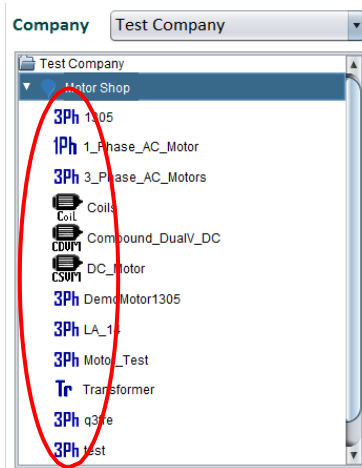 Company Test Company
Test Company
Motor Shop
3Ph 1305
1Ph 1_Phase_AC_Motor
3Ph 3_Phase_AC_Motors
Coil Coils
CDVM Compound_DualV_DC
CSVM DC_Motor
3Ph DemoMotor1305
3Ph LA_14
3Ph Motor_Test
Tr Transformer
3Ph q3fre
3Ph test